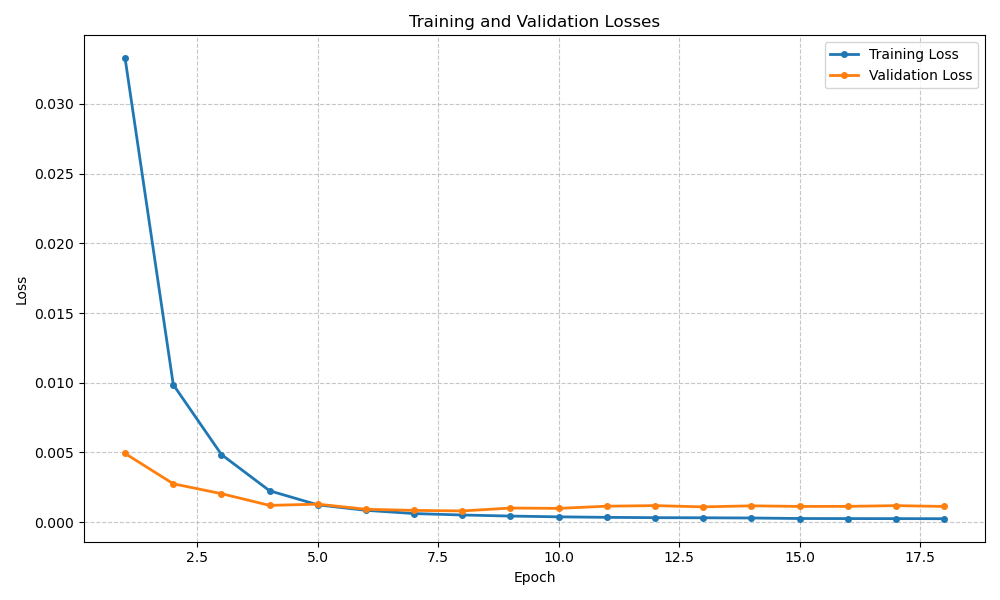 Training and Validation Losses
Training Loss
Validation Loss
0.030
0.025
0.020
0.015
0.010
0.005
0.000
Loss
2.5
5.0
7.5
10.0
12.5
15.0
17.5
Epoch